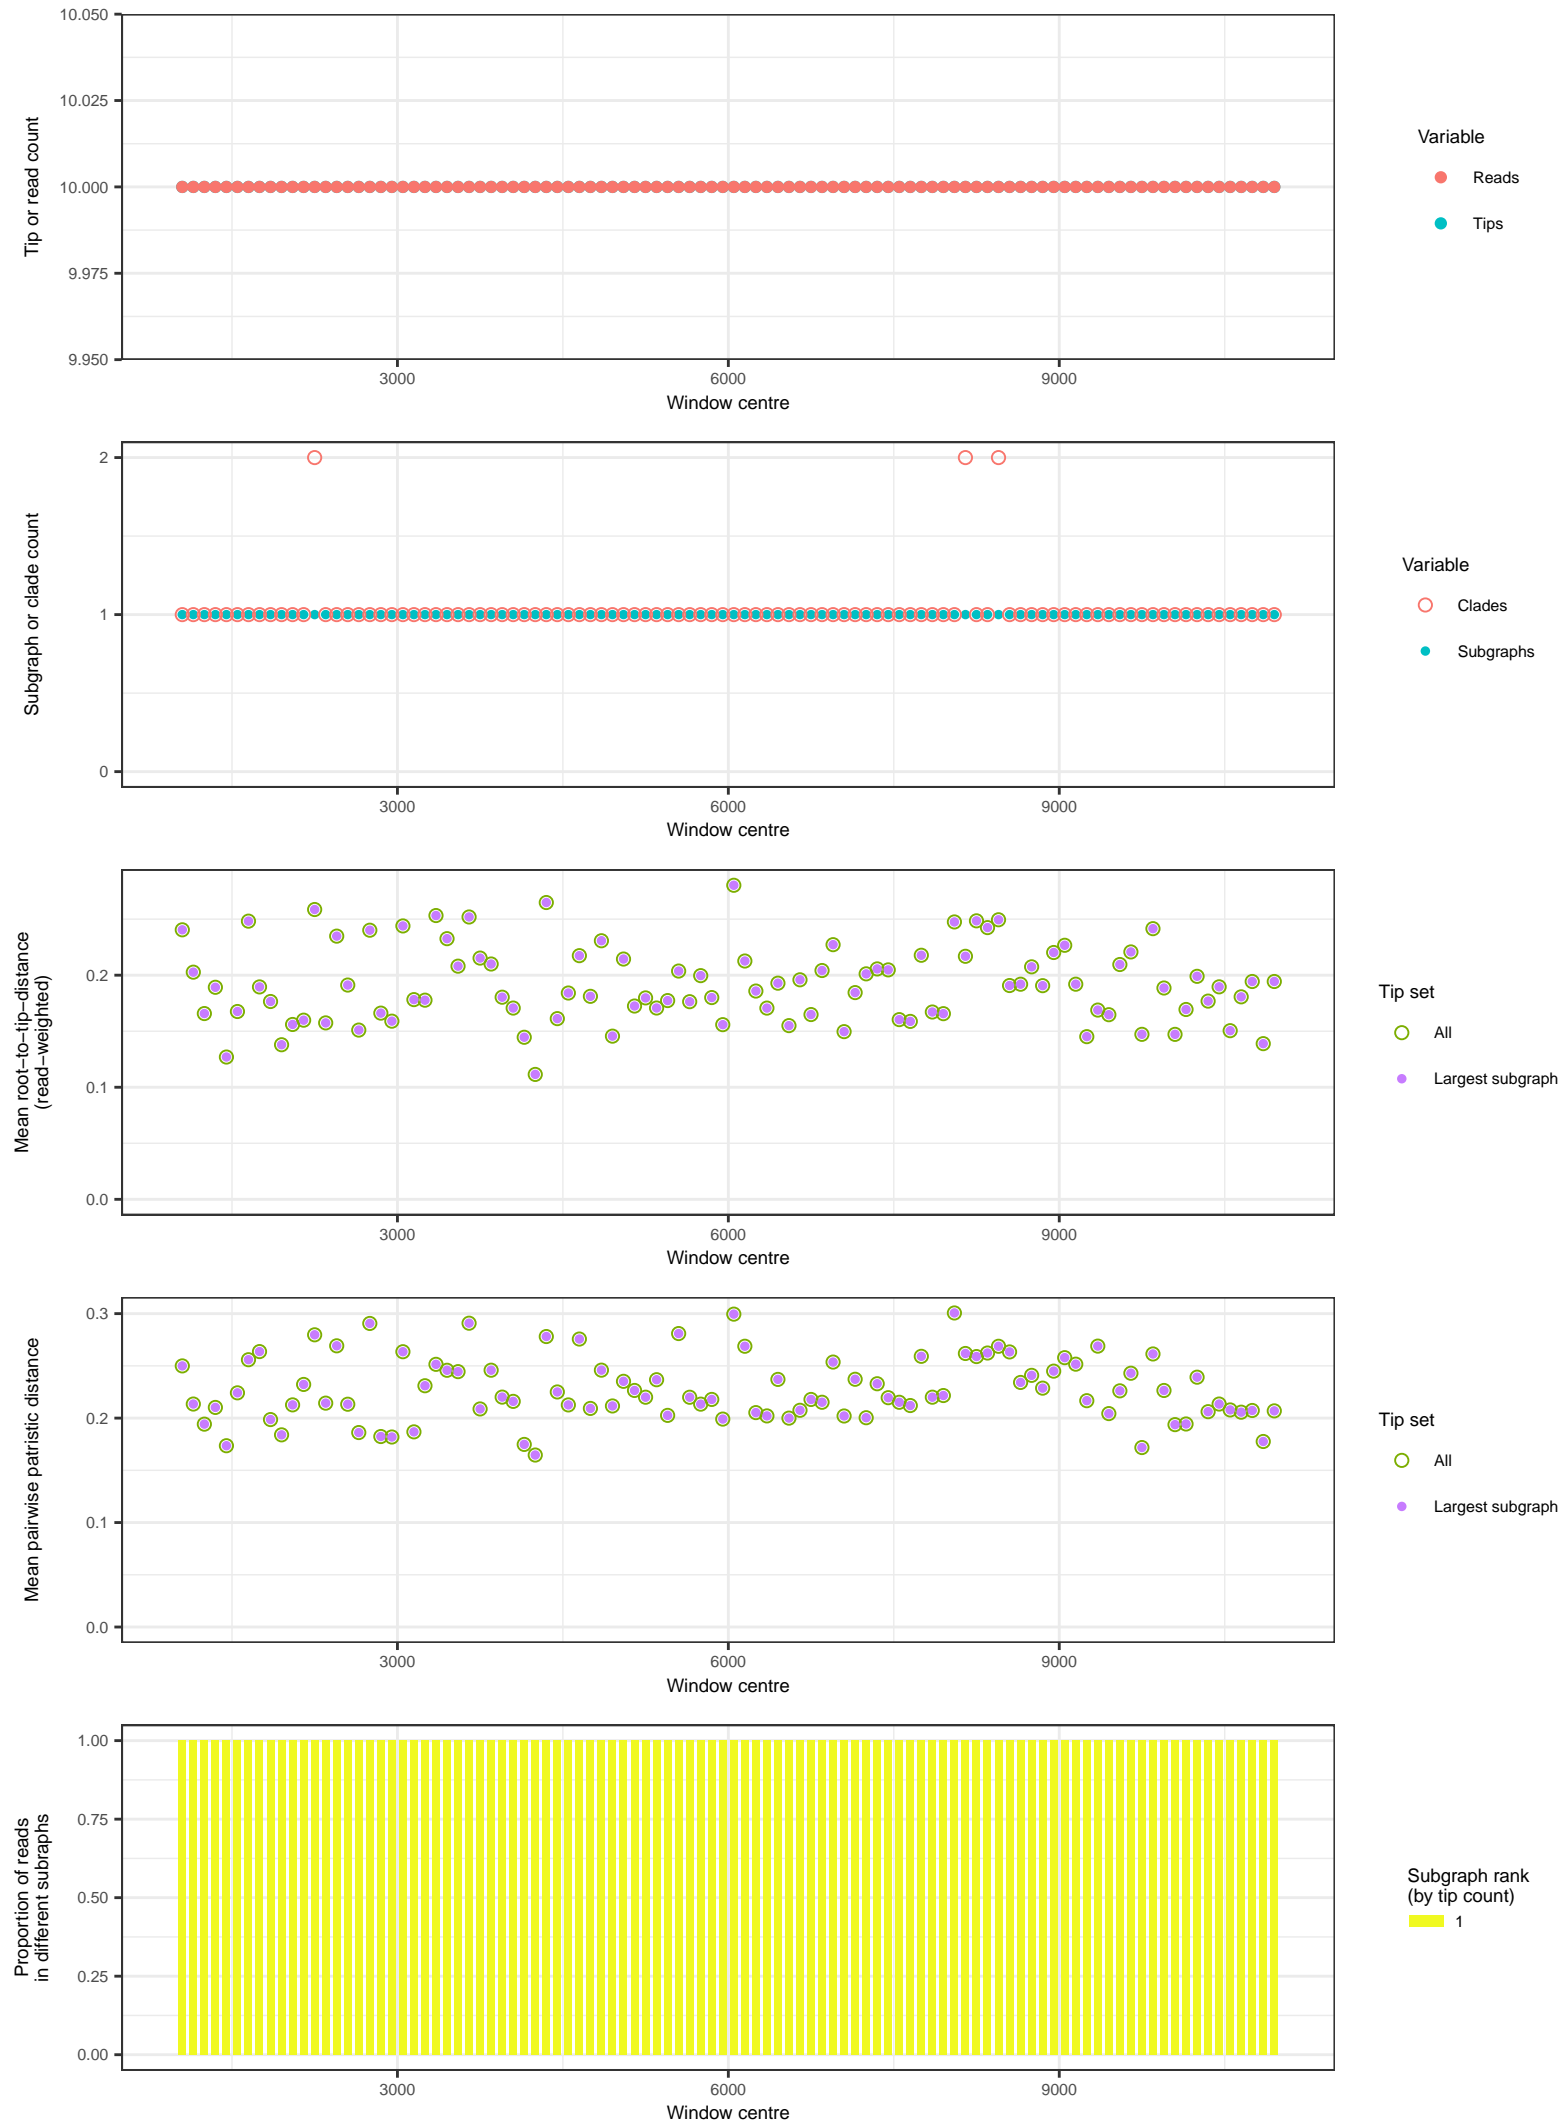 10.050
10.025
10.000
9.975
9.950
Tip or read count
3000 6000 9000
Window centre
Variable
Reads
Tips
2
1
0
Subgraph or clade count
3000 6000 9000
Window centre
Variable
Clades
Subgraphs
0.2
0.1
0.0
Mean root−to−tip−distance
(read−weighted)
3000 6000 9000
Window centre
Tip set
All
Largest subgraph
0.3
0.2
0.1
0.0
Mean pairwise patristic distance
3000 6000 9000
Window centre
Tip set
All
Largest subgraph
1.00
0.75
0.50
0.25
0.00
Proportion of reads
in different subraphs
3000 6000 9000
Window centre
Subgraph rank
(by tip count)
1